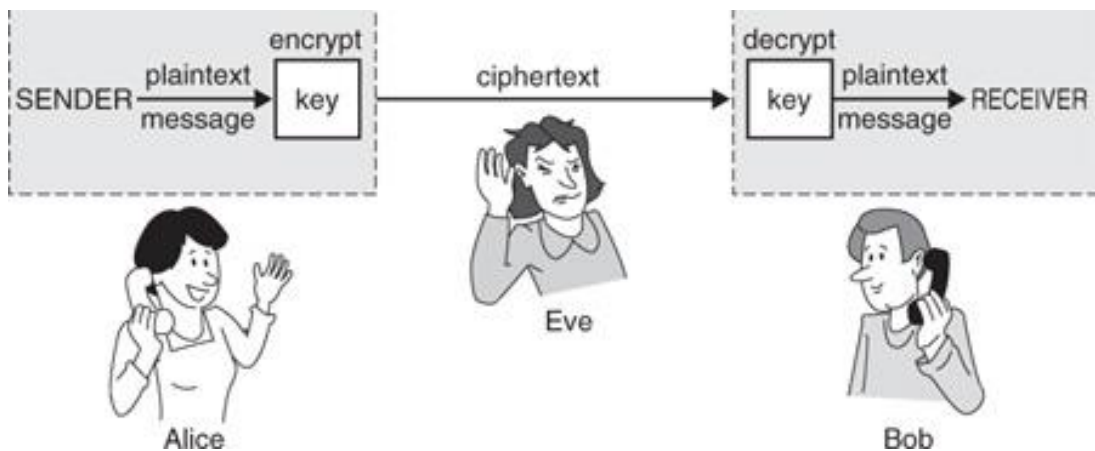 encrypt
decrypt
SENDER
plaintext
message
key
ciphertext
key
plaintext
message
RECEIVER
Eve
Alice
Bob